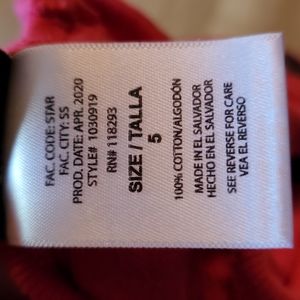 FAC. CODE: STAR
FAC. CITY: SS
PROD. DATE: APR. 2020
STYLE# 1030919
RN# 118293
SIZE / TALLA
5
100% COTTON/ALGODÓN
MADE IN EL SALVADOR
HECHO EN EL SALVADOR
SEE REVERSE FOR CARE
VEA EL REVERSO